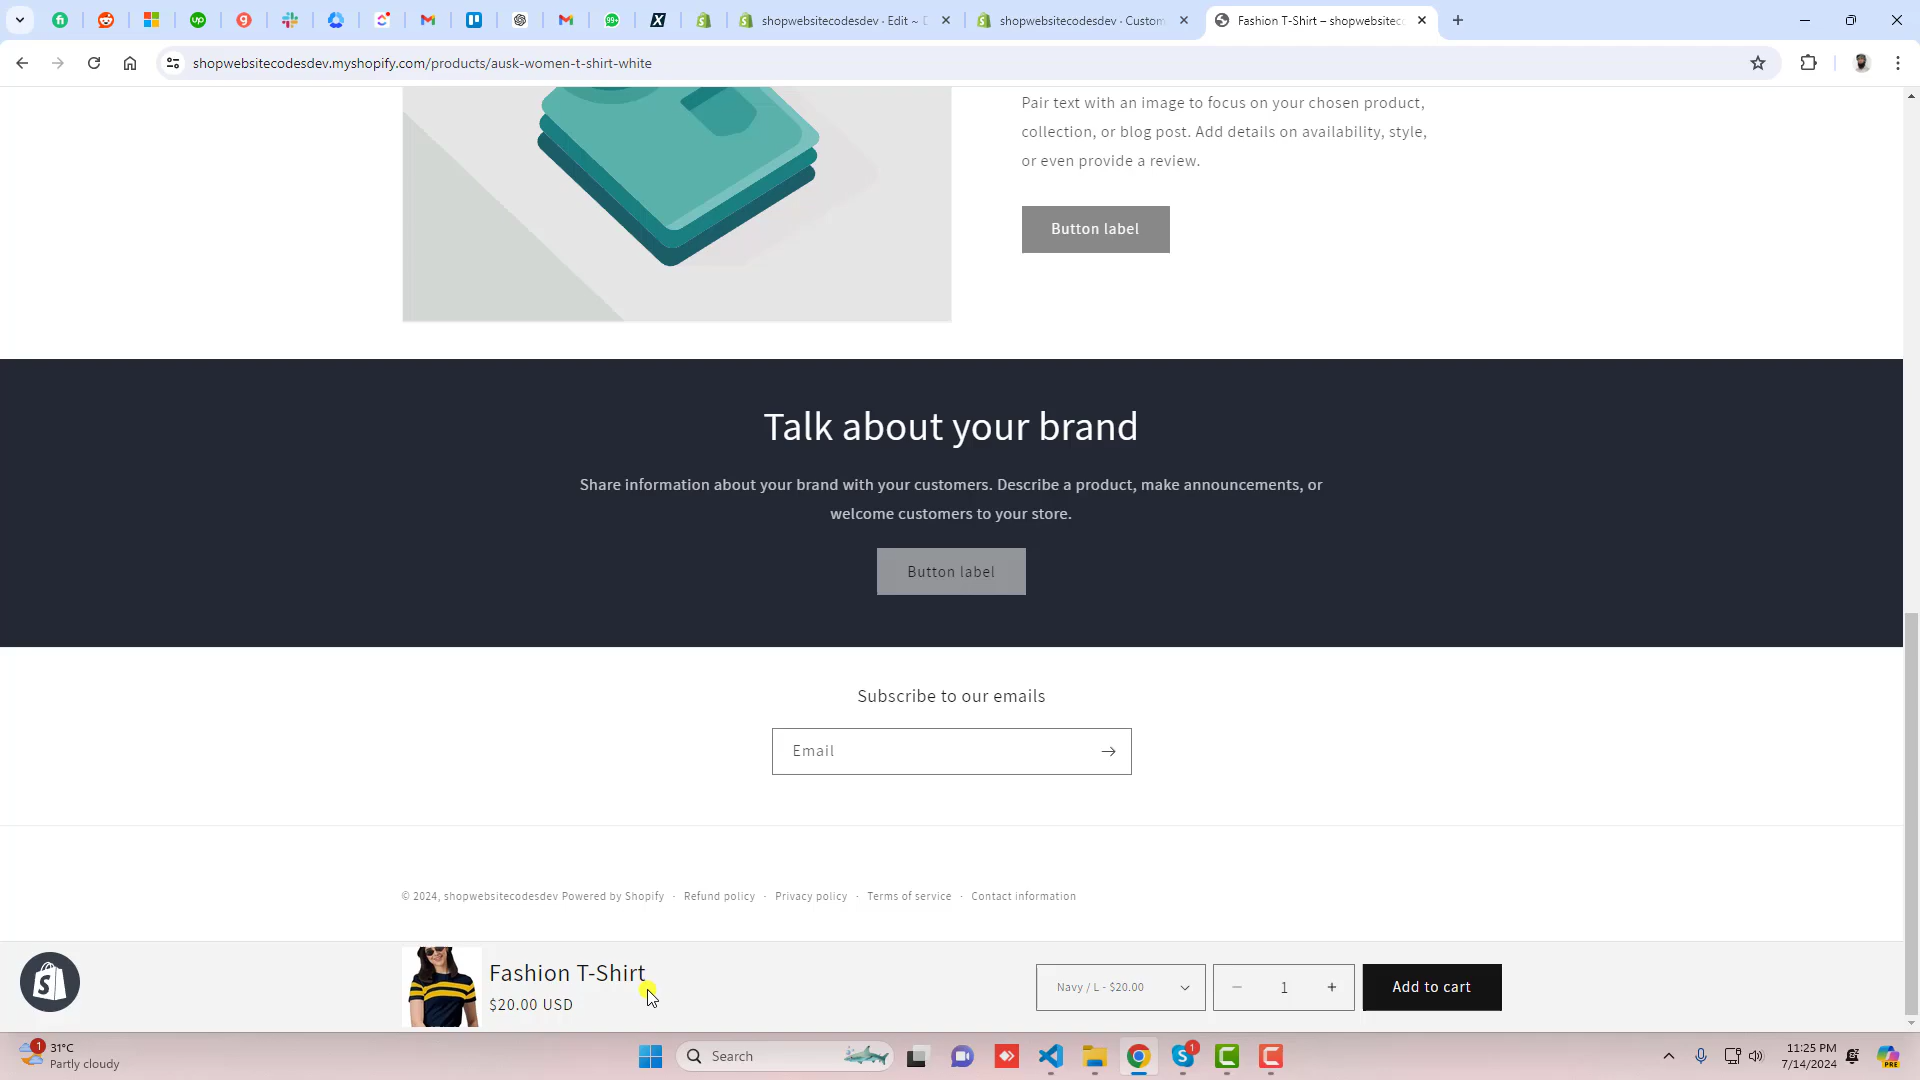 shopwebsitecodesdev · Edit ~ D
shopwebsitecodesdev · Custom
Fashion T-Shirt – shopwebsitec
99+
shopwebsitecodesdev.myshopify.com/products/ausk-women-t-shirt-white
Pair text with an image to focus on your chosen product,
collection, or blog post. Add details on availability, style,
or even provide a review.
Button label
Talk about your brand
Share information about your brand with your customers. Describe a product, make announcements, or
welcome customers to your store.
Button label
Subscribe to our emails
Email
© 2024, shopwebsitecodesdev Powered by Shopify · Refund policy · Privacy policy · Terms of service · Contact information
Fashion T-Shirt
$20.00 USD
Navy / L - $20.00
1
Add to cart
1
31°C
Partly cloudy
Search
1
11:25 PM
7/14/2024
PRE